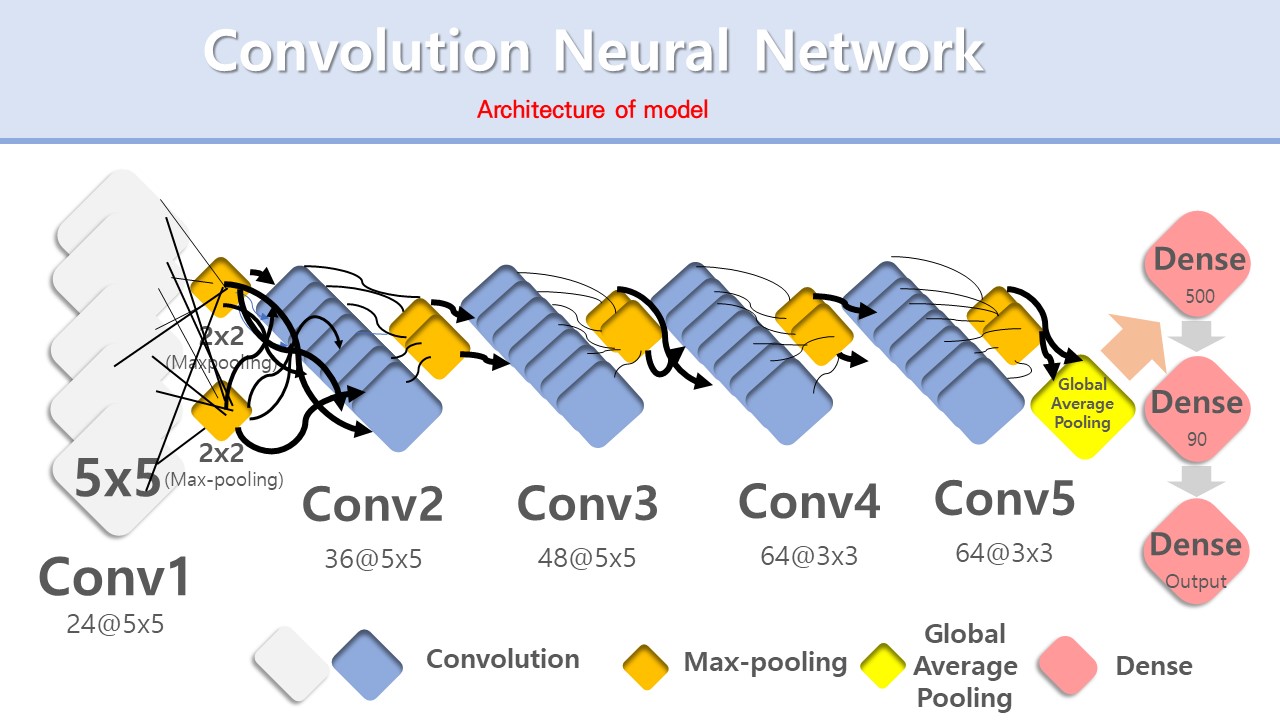 Convolution Neural Network
Architecture of model
2x2
(Maxpooling)
5x5
2x2
(Max-pooling)
Conv1
24@5x5
Conv2
36@5x5
Conv3
48@5x5
Conv4
64@3x3
Conv5
64@3x3
Global
Average
Pooling
Dense
500
Dense
90
Dense
Output
Convolution
Max-pooling
Global
Average
Pooling
Dense